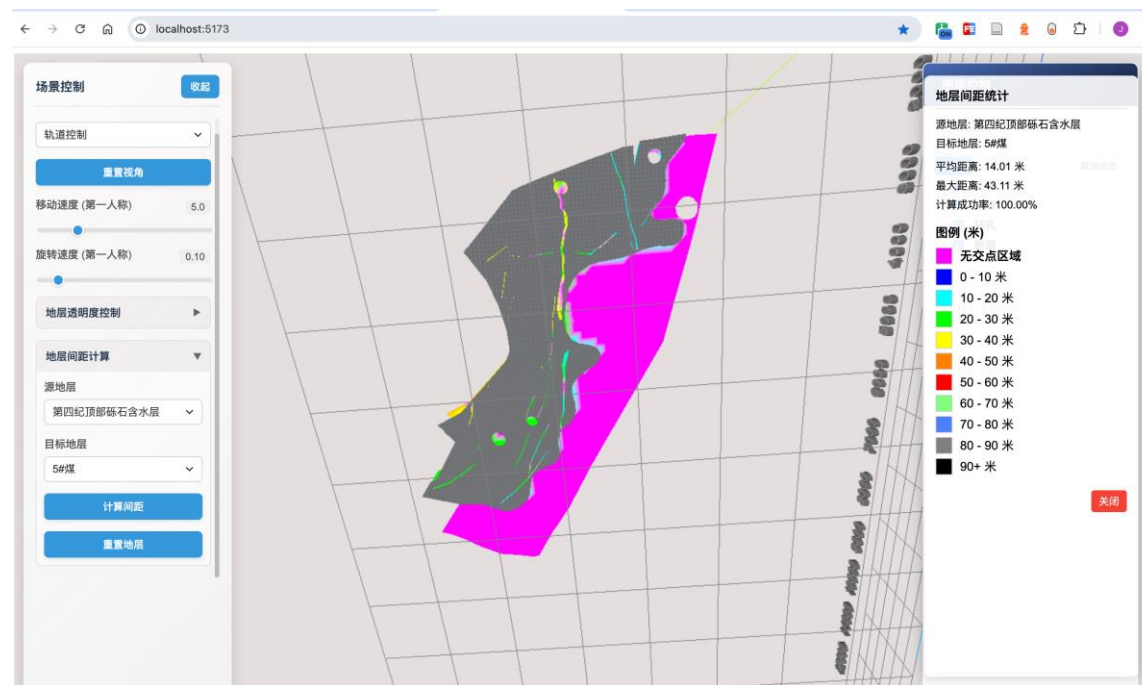 localhost:5173
ON
FE
J
场景控制
收起
轨道控制
重置视角
移动速度 (第一人称)
5.0
旋转速度 (第一人称)
0.10
地层透明度控制
地层间距计算
源地层
第四纪顶部砾石含水层
目标地层
5#煤
计算间距
重置地层
地层间距统计
源地层: 第四纪顶部砾石含水层
目标地层: 5#煤
平均距离: 14.01 米
最大距离: 43.11 米
计算成功率: 100.00%
图例 (米)
无交点区域
0 - 10 米
10 - 20 米
20 - 30 米
30 - 40 米
40 - 50 米
50 - 60 米
60 - 70 米
70 - 80 米
80 - 90 米
90+ 米
关闭